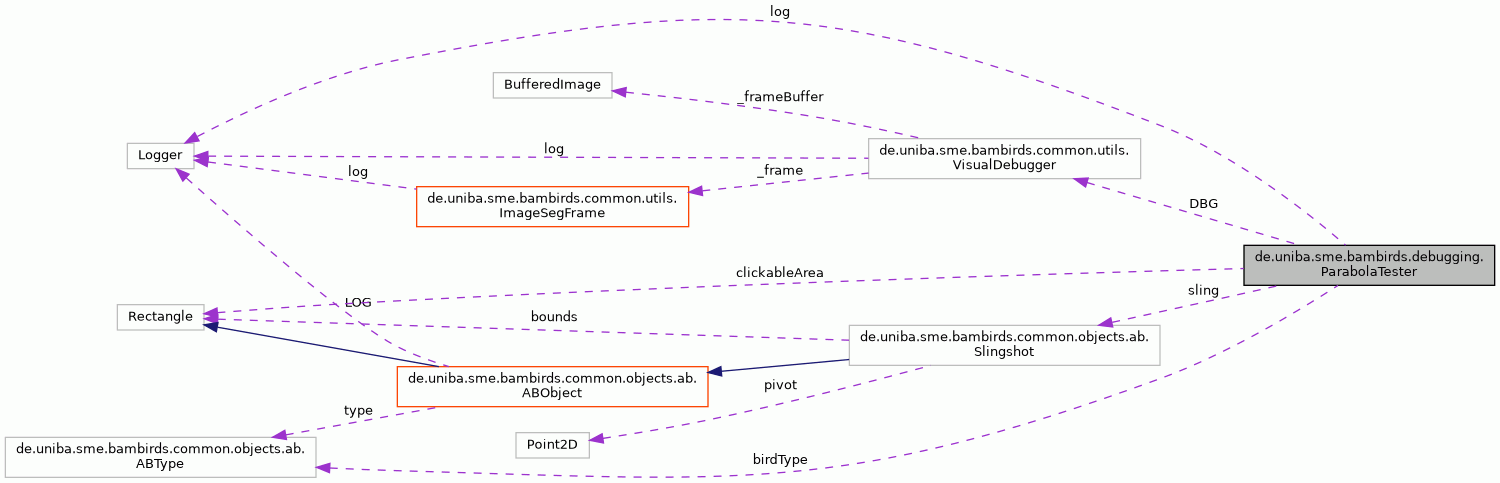 log
BufferedImage
_frameBuffer
Logger
log
de.uniba.sme.bambirds.common.utils.
VisualDebugger
log
_frame
de.uniba.sme.bambirds.common.utils.
ImageSegFrame
DBG
de.uniba.sme.bambirds.debugging.
ParabolaTester
clickableArea
sling
LOG
Rectangle
bounds
de.uniba.sme.bambirds.common.objects.ab.
Slingshot
de.uniba.sme.bambirds.common.objects.ab.
ABObject
pivot
type
Point2D
de.uniba.sme.bambirds.common.objects.ab.
ABType
birdType